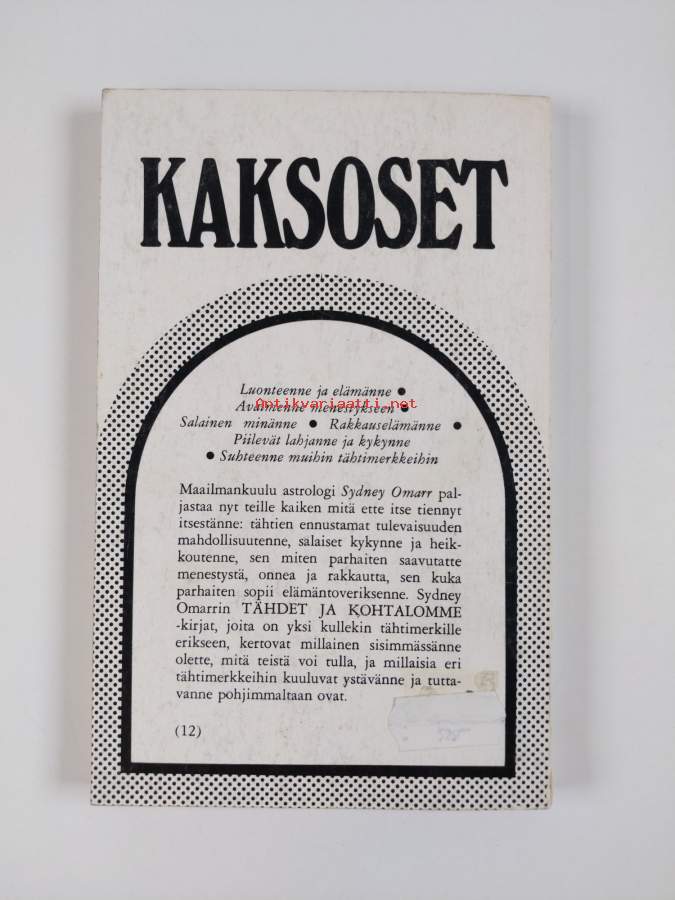 KAKSOSET
Luonteenne ja elämänne ●
Avaimenne menestykseen ●
Antikvariaatti.net
Salainen minänne ● Rakkauselämänne ●
Piilevät lahjanne ja kykynne
● Suhteenne muihin tähtimerkkeihin
Maailmankuulu astrologi Sydney Omarr pal-
jastaa nyt teille kaiken mitä ette itse tiennyt
itsestänne: tähtien ennustamat tulevaisuuden
mahdollisuutenne, salaiset kykynne ja heik-
koutenne, sen miten parhaiten saavutatte
menestystä, onnea ja rakkautta, sen kuka
parhaiten sopii elämäntoveriksenne. Sydney
Omarrin TÄHDET JA KOHTALOMME
-kirjat, joita on yksi kullekin tähtimerkille
erikseen, kertovat millainen sisimmässänne
olette, mitä teistä voi tulla, ja millaisia eri
tähtimerkkeihin kuuluvat ystävänne ja tutta-
vanne pohjimmaltaan ovat.
(12)